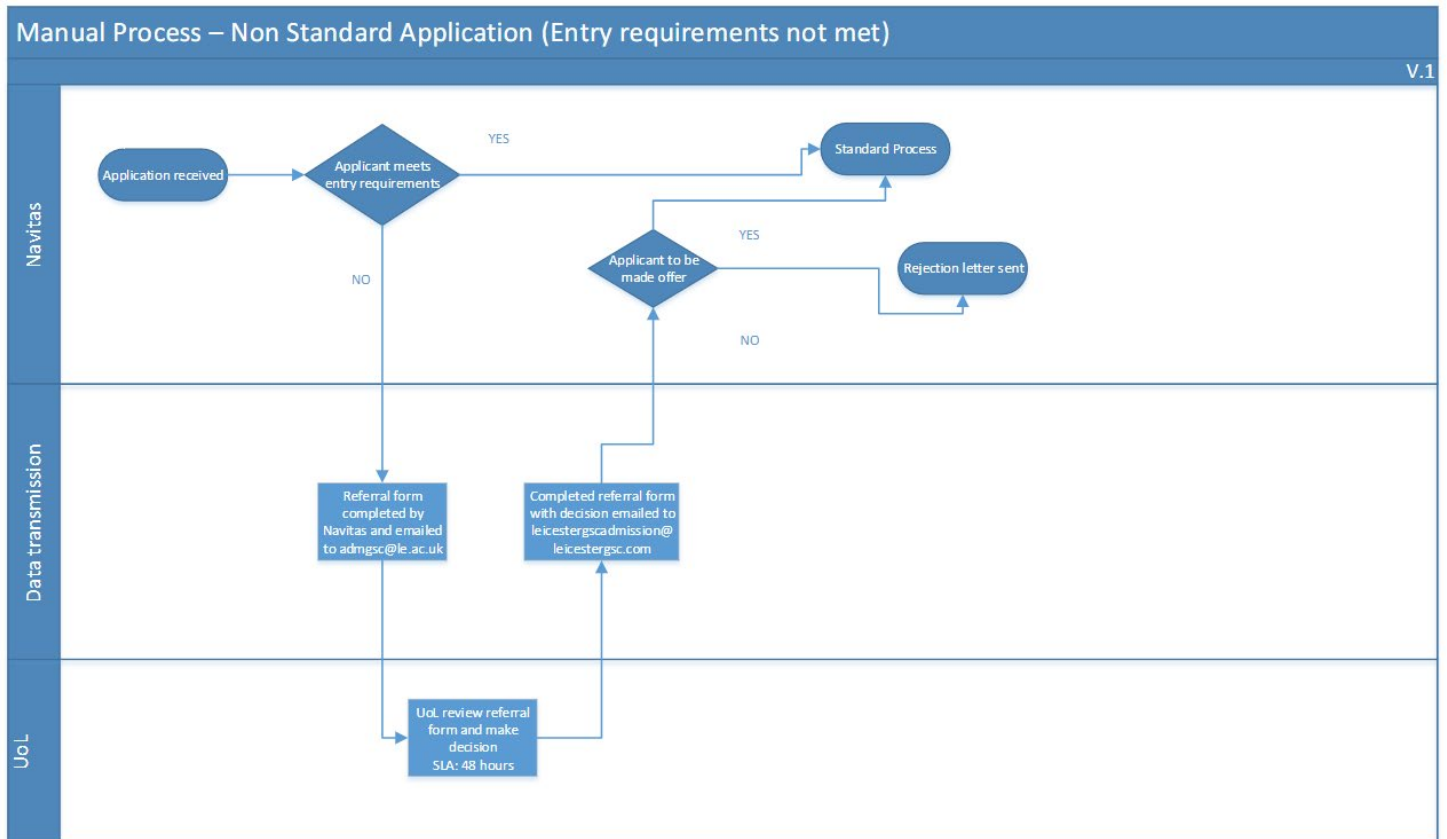 Manual Process – Non Standard Application (Entry requirements not met)
V.1
Navitas
Application received
Applicant meets
entry requirements
YES
NO
Standard Process
Applicant to be
made offer
YES
NO
Rejection letter sent
Data transmission
Referral form
completed by
Navitas and emailed
to admgsc@le.ac.uk
Completed referral form
with decision emailed to
leicestergscadmission@
leicestergsc.com
UoL
UoL review referral
form and make
decision
SLA: 48 hours